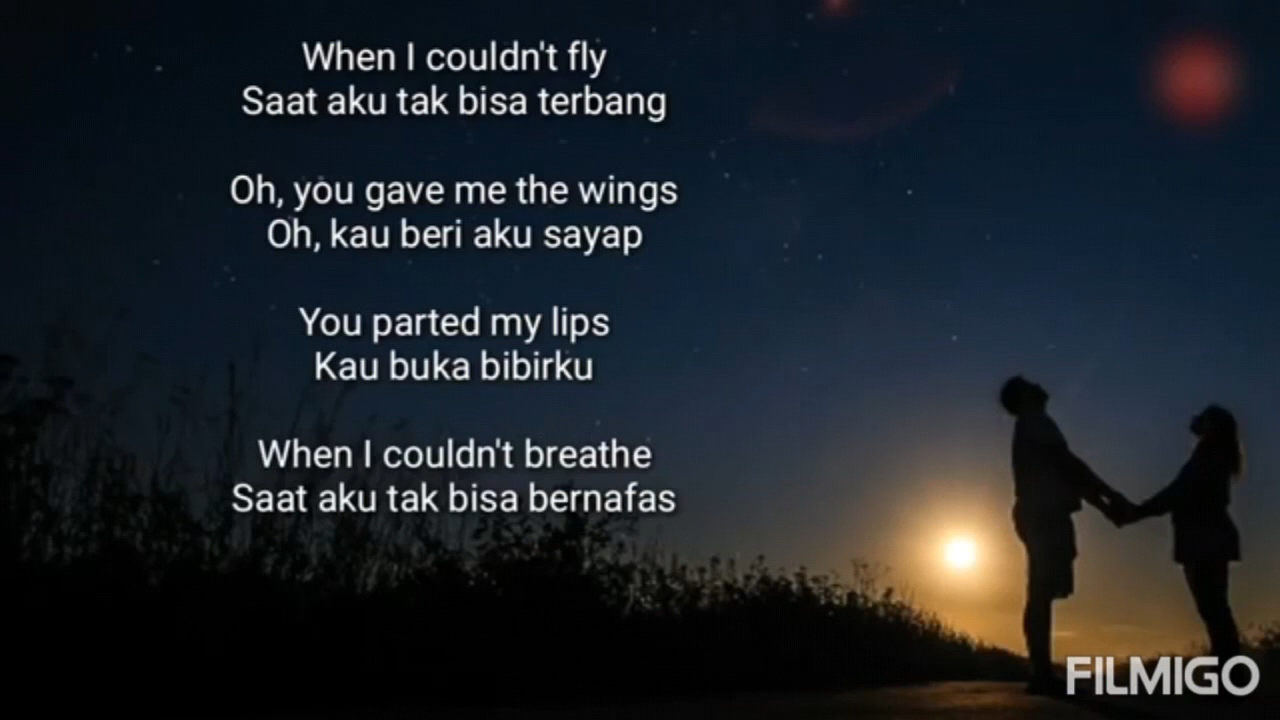 When I couldn't fly
Saat aku tak bisa terbang
Oh, you gave me the wings
Oh, kau beri aku sayap
You parted my lips
Kau buka bibirku
When I couldn't breathe
Saat aku tak bisa bernafas
FILMIGO